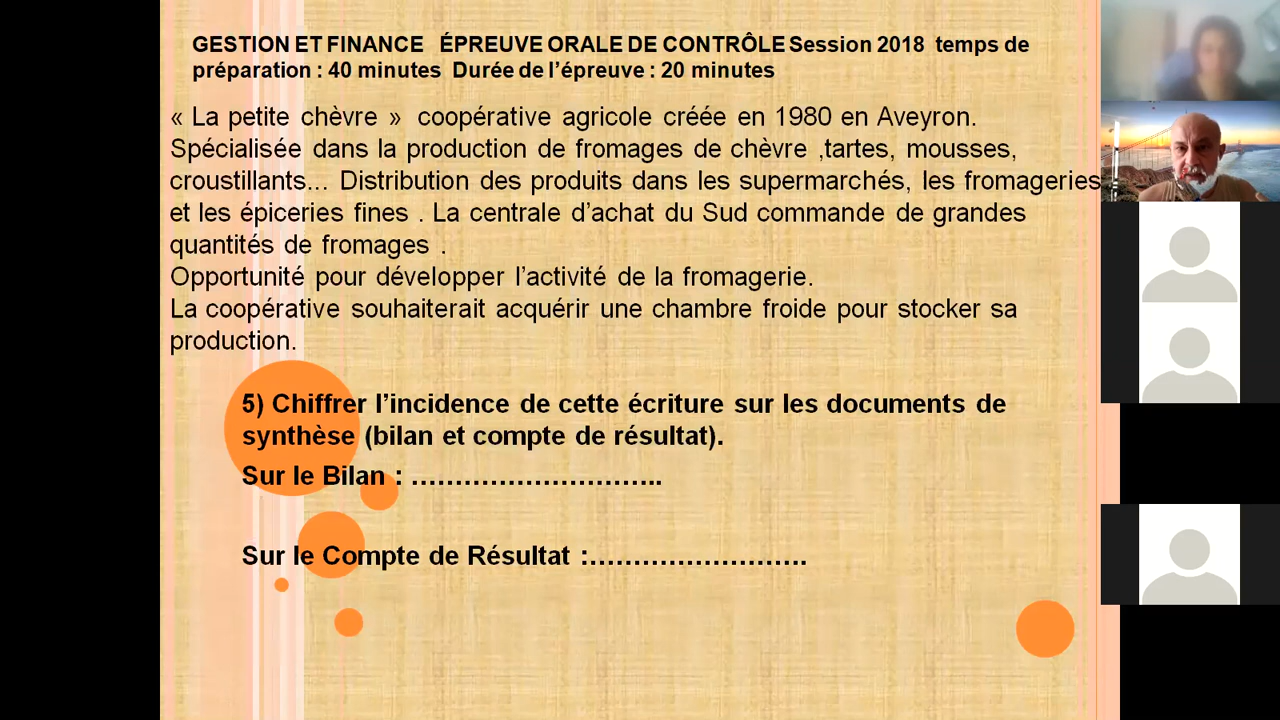 GESTION ET FINANCE ÉPREUVE ORALE DE CONTRÔLE Session 2018 temps de
préparation : 40 minutes Durée de l'épreuve : 20 minutes
« La petite chèvre » coopérative agricole créée en 1980 en Aveyron.
Spécialisée dans la production de fromages de chèvre ,tartes, mousses,
croustillants... Distribution des produits dans les supermarchés, les fromageries
et les épiceries fines . La centrale d'achat du Sud commande de grandes
quantités de fromages .
Opportunité pour développer l'activité de la fromagerie.
La coopérative souhaiterait acquérir une chambre froide pour stocker sa
production.
5) Chiffrer l'incidence de cette écriture sur les documents de
synthèse (bilan et compte de résultat).
Sur le Bilan : ………………………..
Sur le Compte de Résultat :…………………….